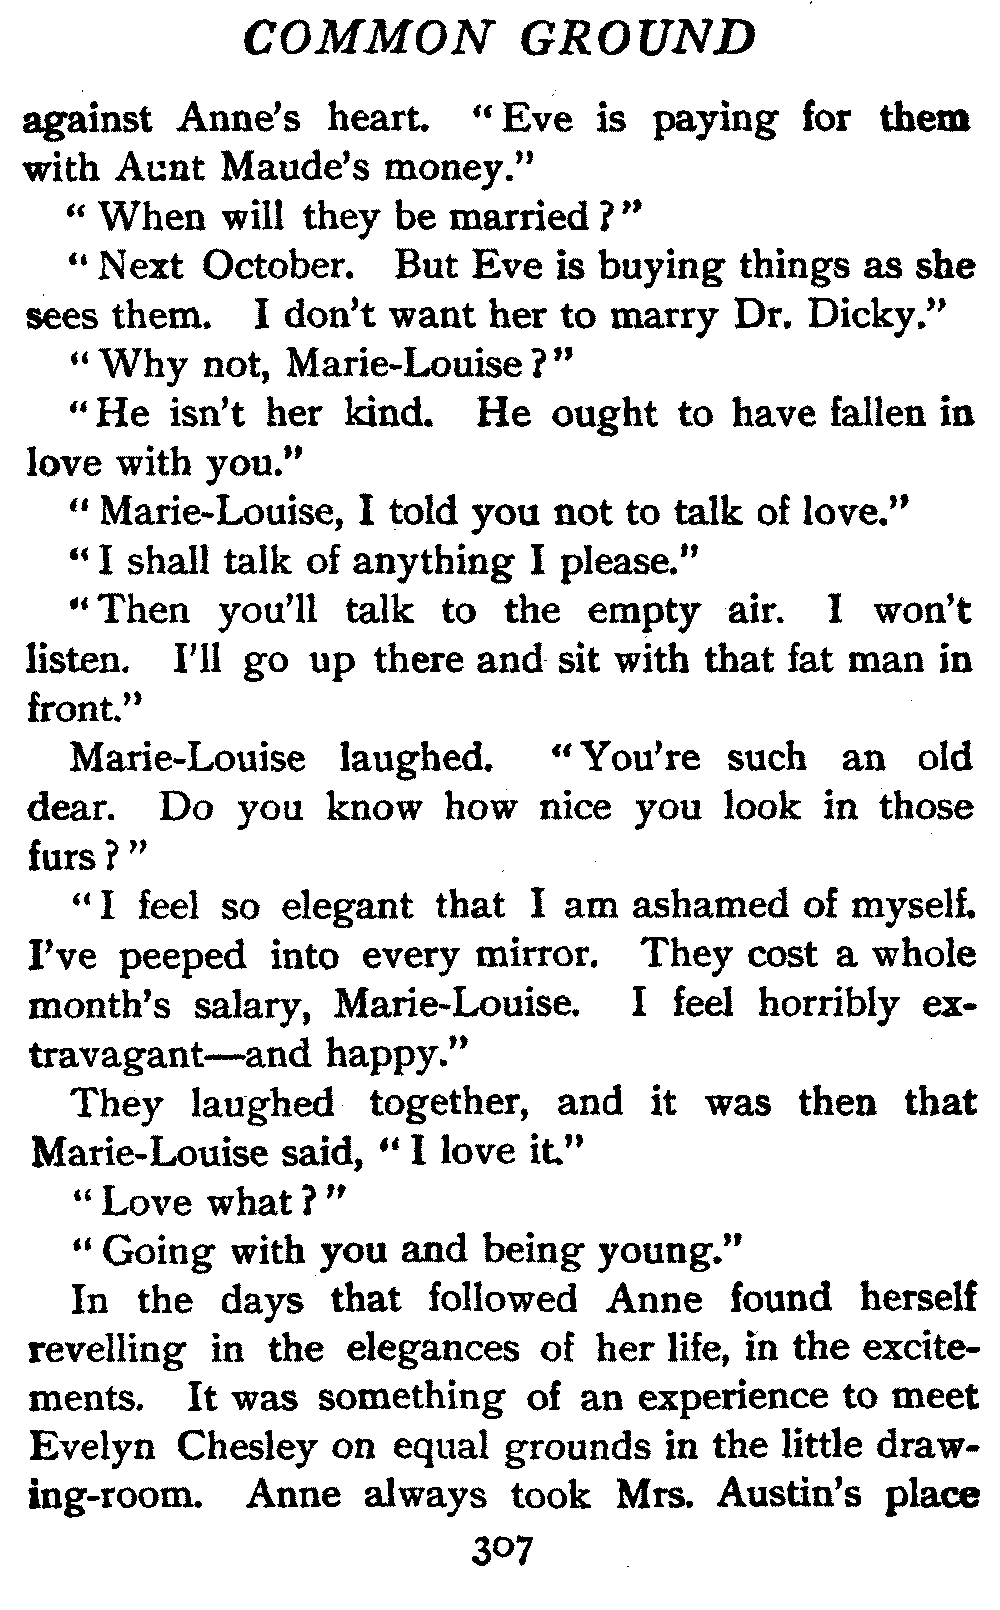 COMMON GROUND
against Anne's heart. "Eve is paying for them
with Aunt Maude's money."
"When will they be married?"
"Next October. But Eve is buying things as she
sees them. I don't want her to marry Dr. Dicky."
"Why not, Marie-Louise?"
"He isn't her kind. He ought to have fallen in
love with you."
"Marie-Louise, I told you not to talk of love."
"I shall talk of anything I please."
"Then you'll talk to the empty air. I won't
listen. I'll go up there and sit with that fat man in
front."
Marie-Louise laughed. "You're such an old
dear. Do you know how nice you look in those
furs?"
"I feel so elegant that I am ashamed of myself.
I've peeped into every mirror. They cost a whole
month's salary, Marie-Louise. I feel horribly ex-
travagant—and happy."
They laughed together, and it was then that
Marie-Louise said, "I love it."
"Love what?"
"Going with you and being young."
In the days that followed Anne found herself
revelling in the elegances of her life, in the excite-
ments. It was something of an experience to meet
Evelyn Chesley on equal grounds in the little draw-
ing-room. Anne always took Mrs. Austin's place
307